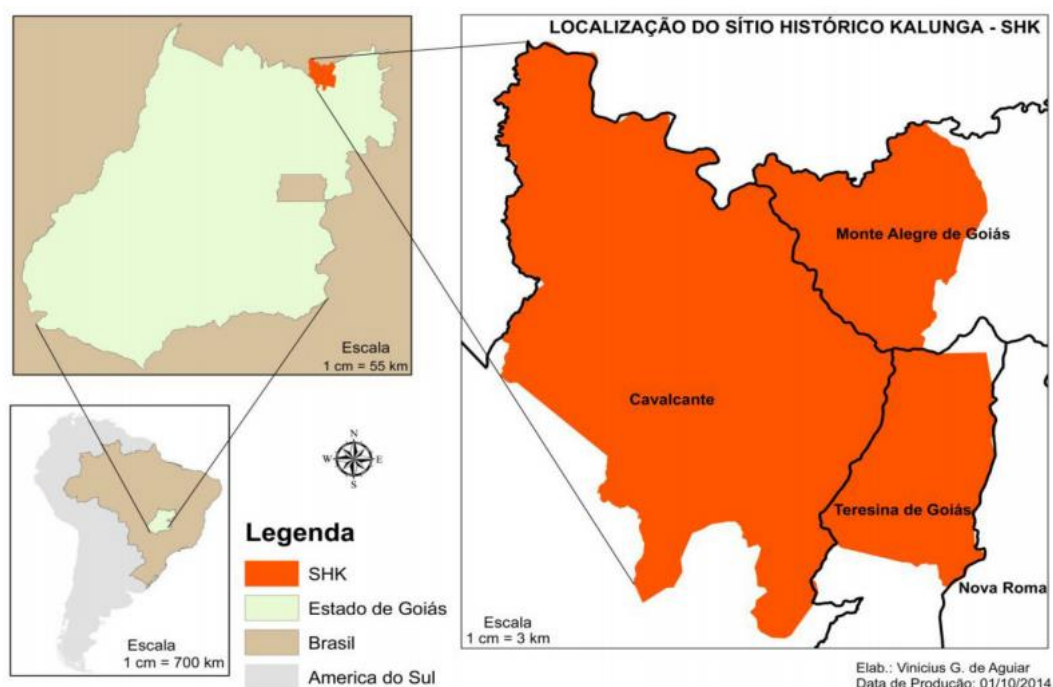 LOCALIZAÇÃO DO SÍTIO HISTÓRICO KALUNGA - SHK
Escala
1 cm = 55 km
Monte Alegre de Goiás
Cavalcante
Teresina de Goiás
Nova Roma
Escala
1 cm = 3 km
N
W
E
S
Legenda
SHK
Estado de Goiás
Brasil
America do Sul
Escala
1 cm = 700 km
Elab.: Vinicius G. de Aguiar
Data de Produção: 01/10/2014